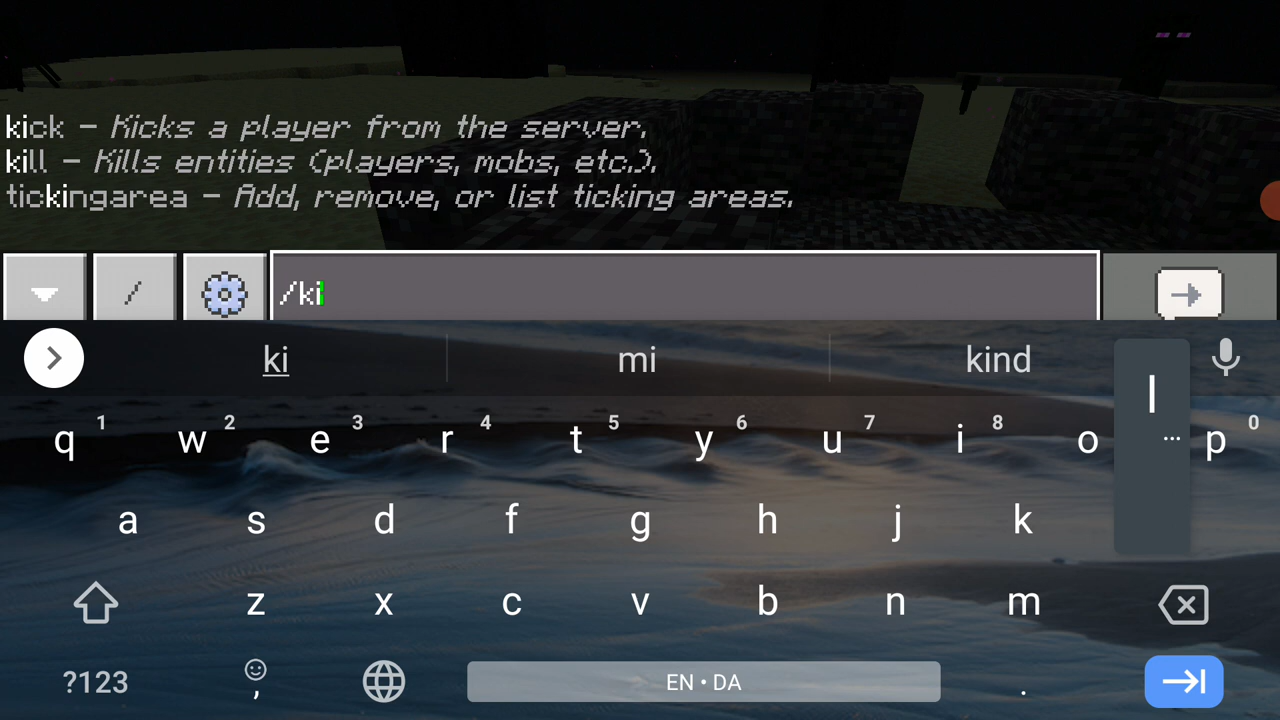 kick – Kicks a player from the server.
kill – Kills entities (players, mobs, etc.).
tickingarea – Add, remove, or list ticking areas.
/ /ki
ki mi kind
q 1 w 2 e 3 r 4 t 5 y 6 u 7 i 8 o l ... p 0
a s d f g h j k
z x c v b n m
?123 , EN • DA .